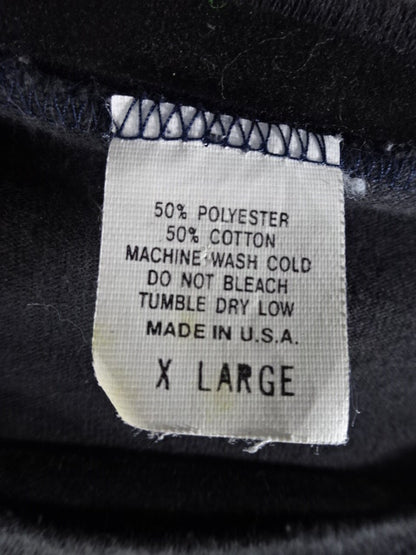 50% POLYESTER
50% COTTON
MACHINE WASH COLD
DO NOT BLEACH
TUMBLE DRY LOW
MADE IN U.S.A.
X LARGE